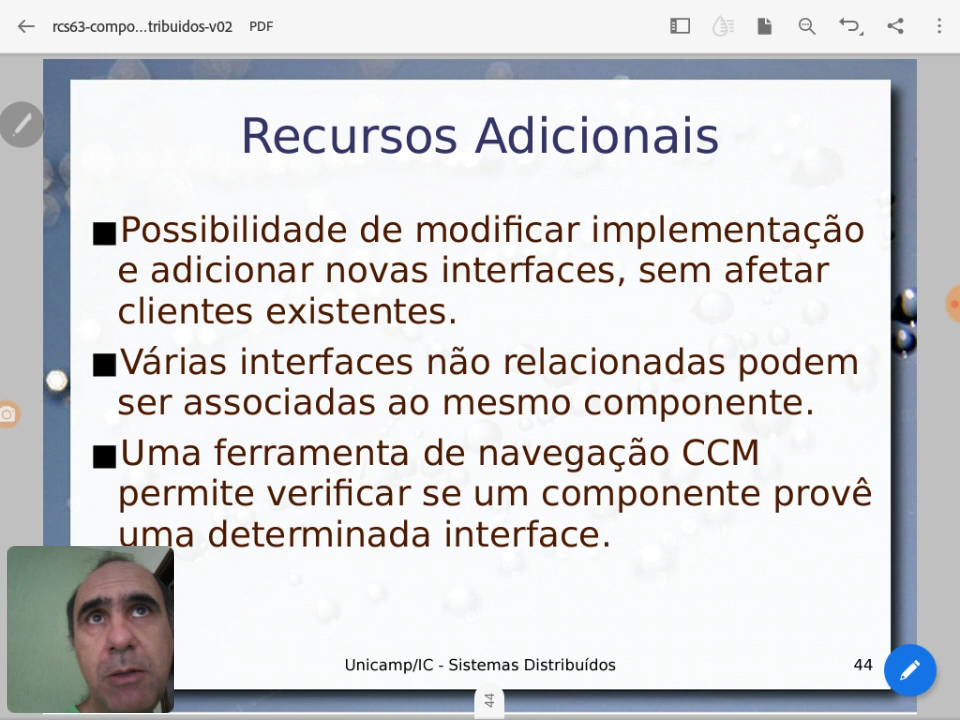 rcs63-compo...tribuidos-v02 PDF
Recursos Adicionais
Possibilidade de modificar implementação
e adicionar novas interfaces, sem afetar
clientes existentes.
Várias interfaces não relacionadas podem
ser associadas ao mesmo componente.
Uma ferramenta de navegação CCM
permite verificar se um componente provê
uma determinada interface.
Unicamp/IC - Sistemas Distribuídos 44
44